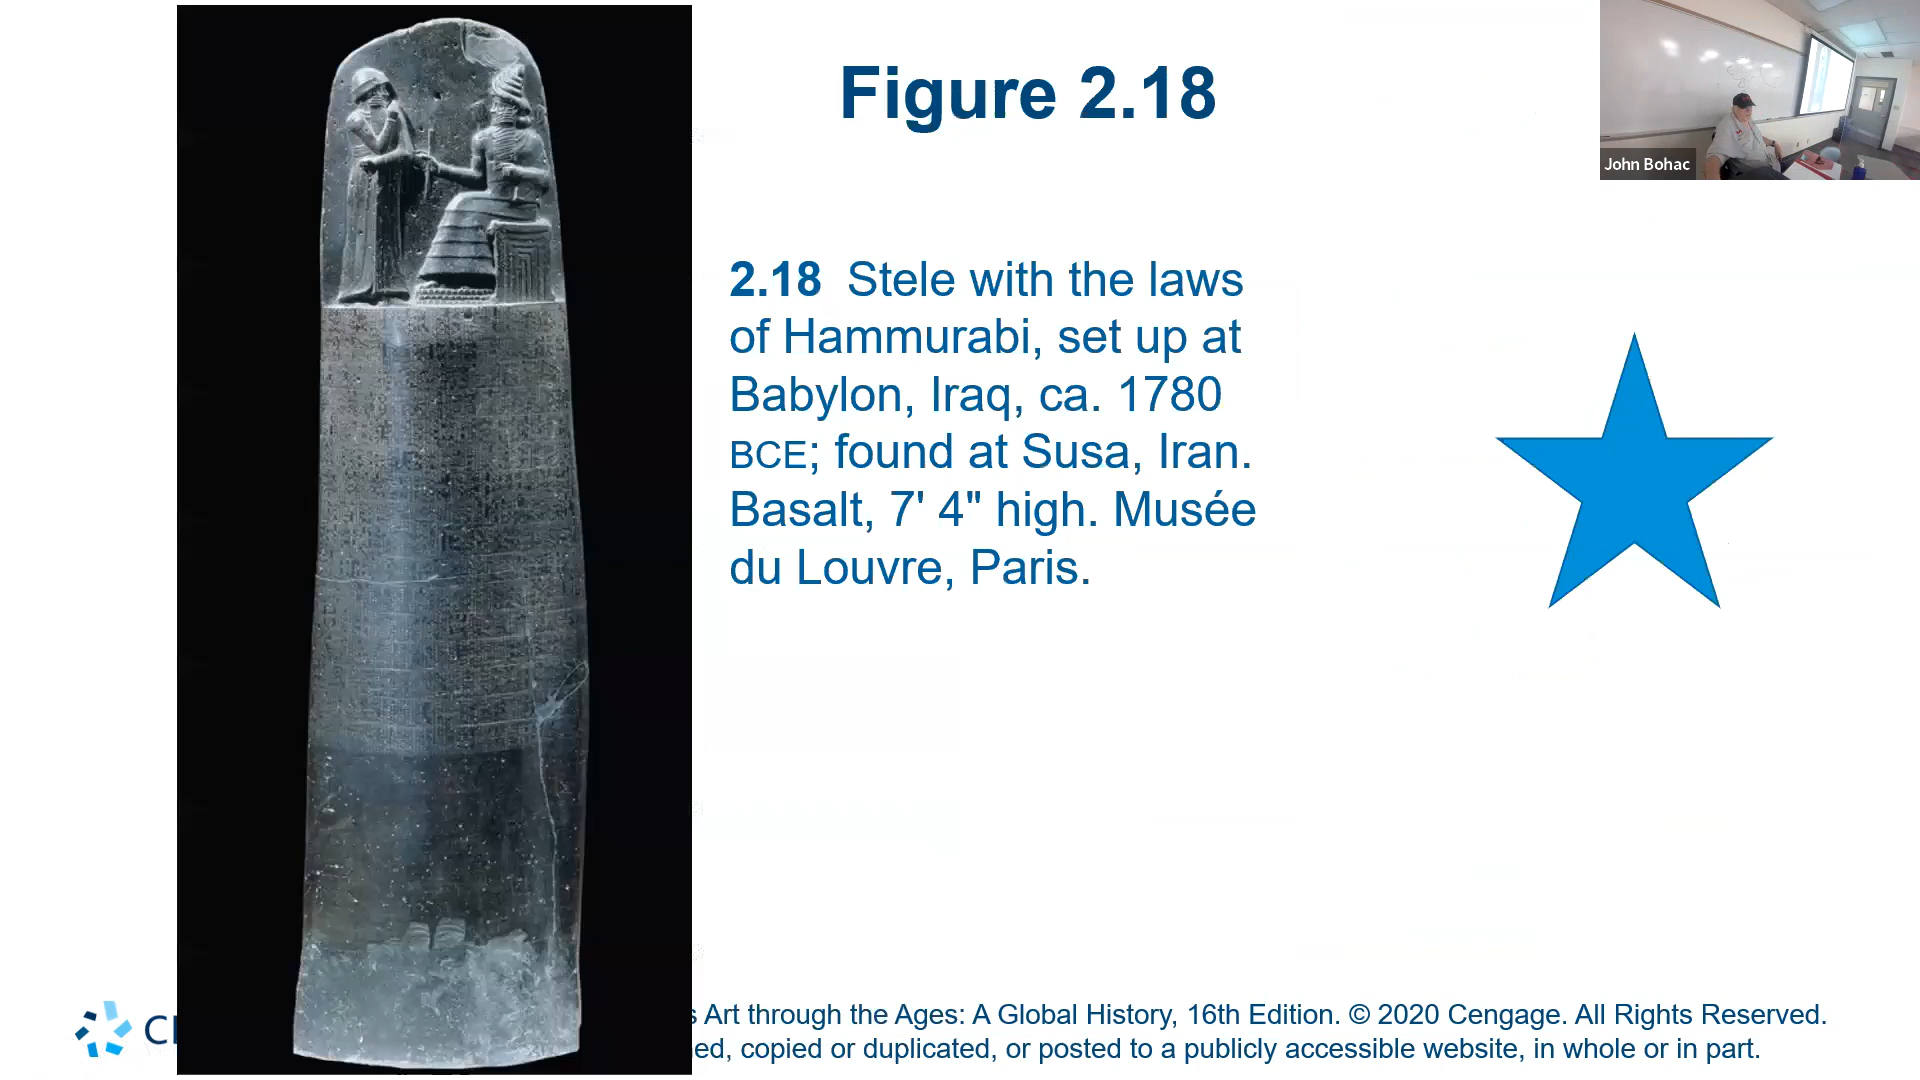 Figure 2.18
John Bohac
2.18 Stele with the laws
of Hammurabi, set up at
Babylon, Iraq, ca. 1780
BCE; found at Susa, Iran.
Basalt, 7' 4" high. Musée
du Louvre, Paris.
Art through the Ages: A Global History, 16th Edition. © 2020 Cengage. All Rights Reserved.
copied or duplicated, or posted to a publicly accessible website, in whole or in part.